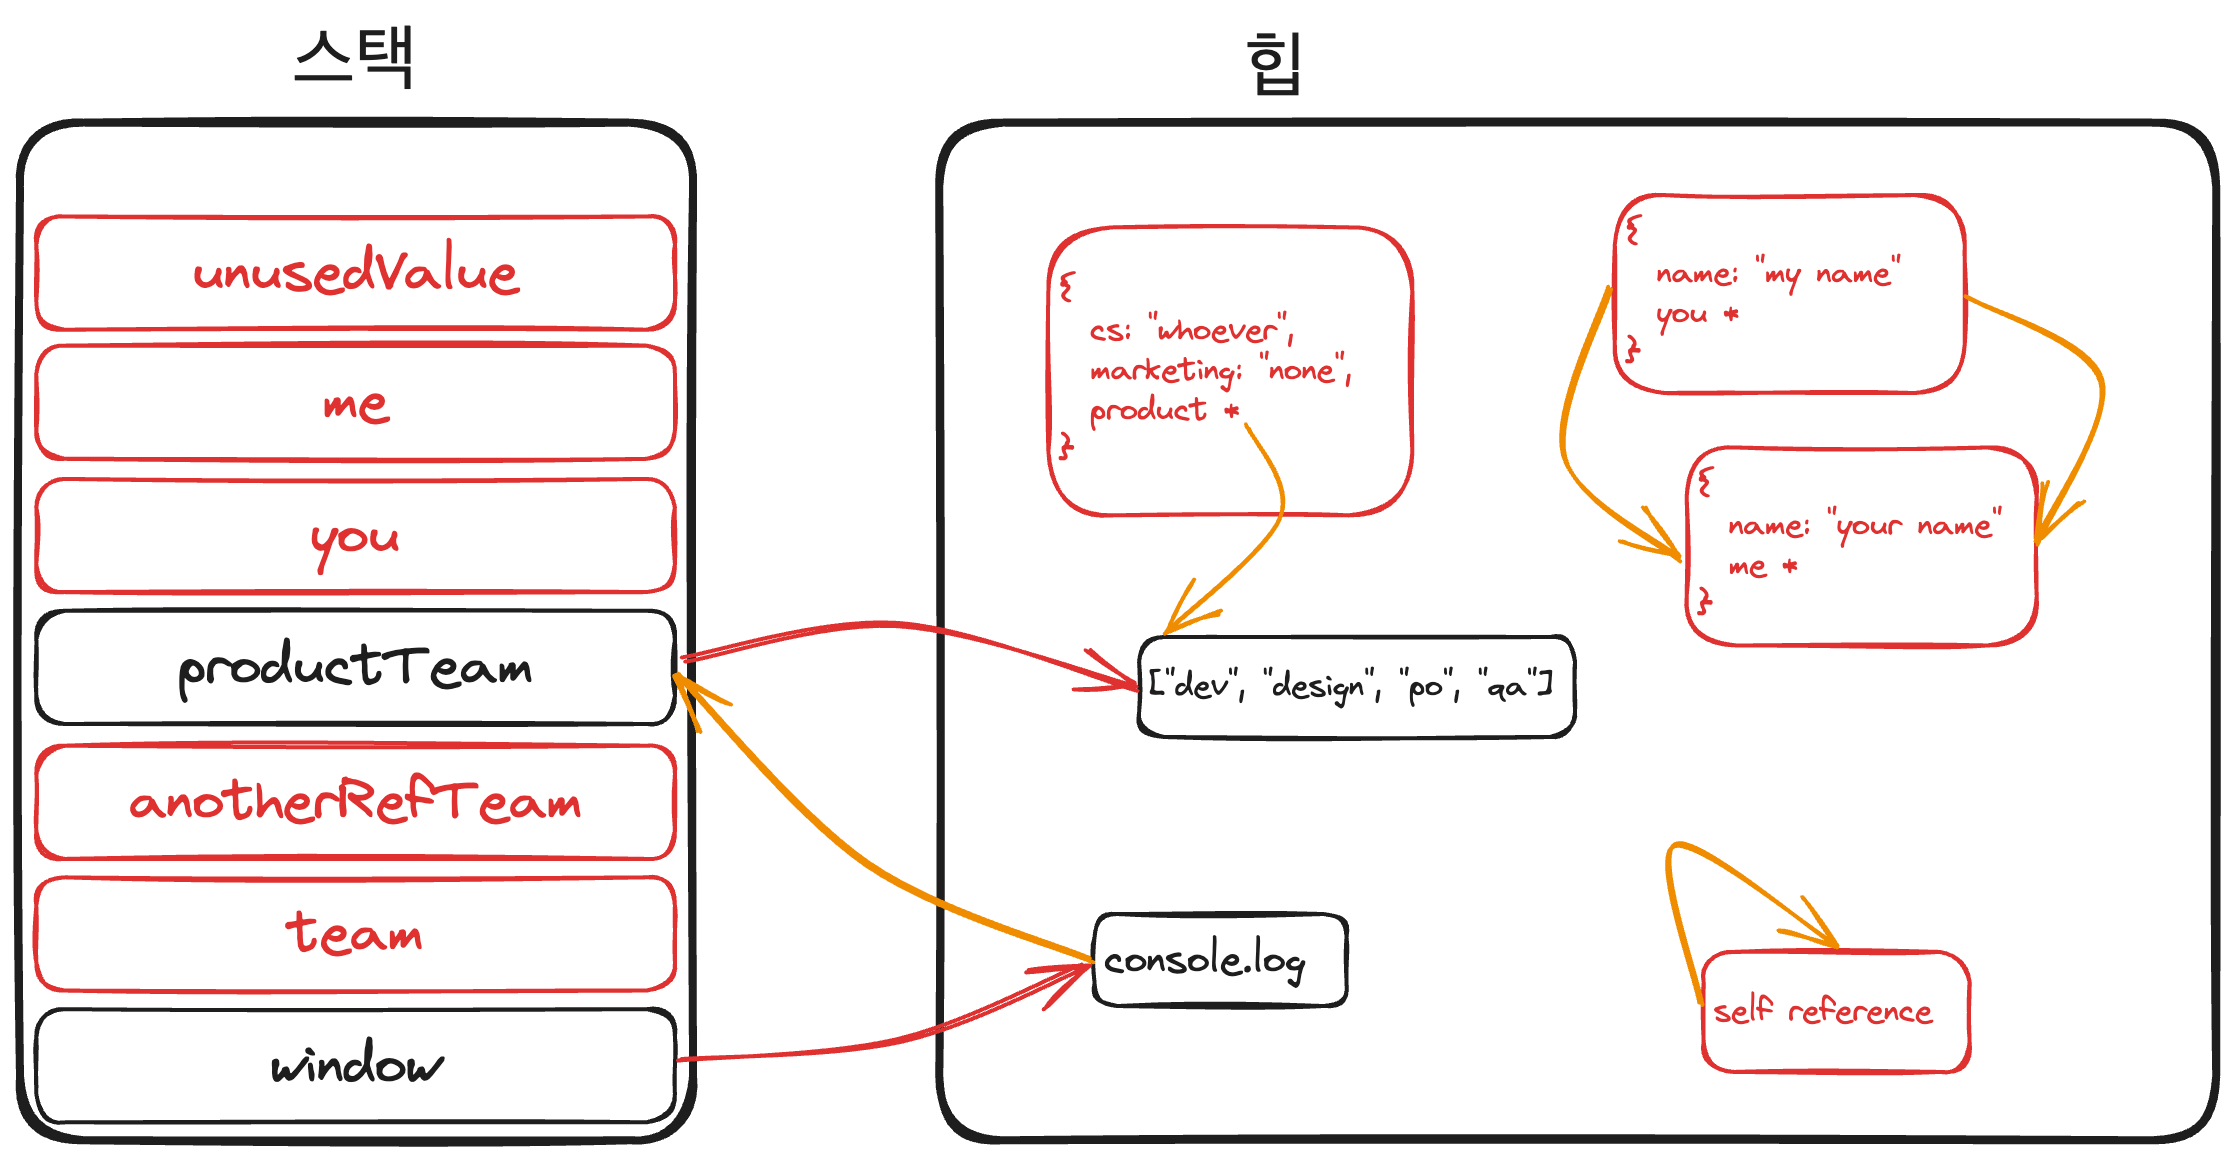 스택
unusedValue
me
you
productTeam
anotherRefTeam
team
window
힙
{
cs: "whoever",
marketing: "none",
product *
}
{
name: "my name"
you *
}
{
name: "your name"
me *
}
["dev", "design", "po", "qa"]
console.log
self reference